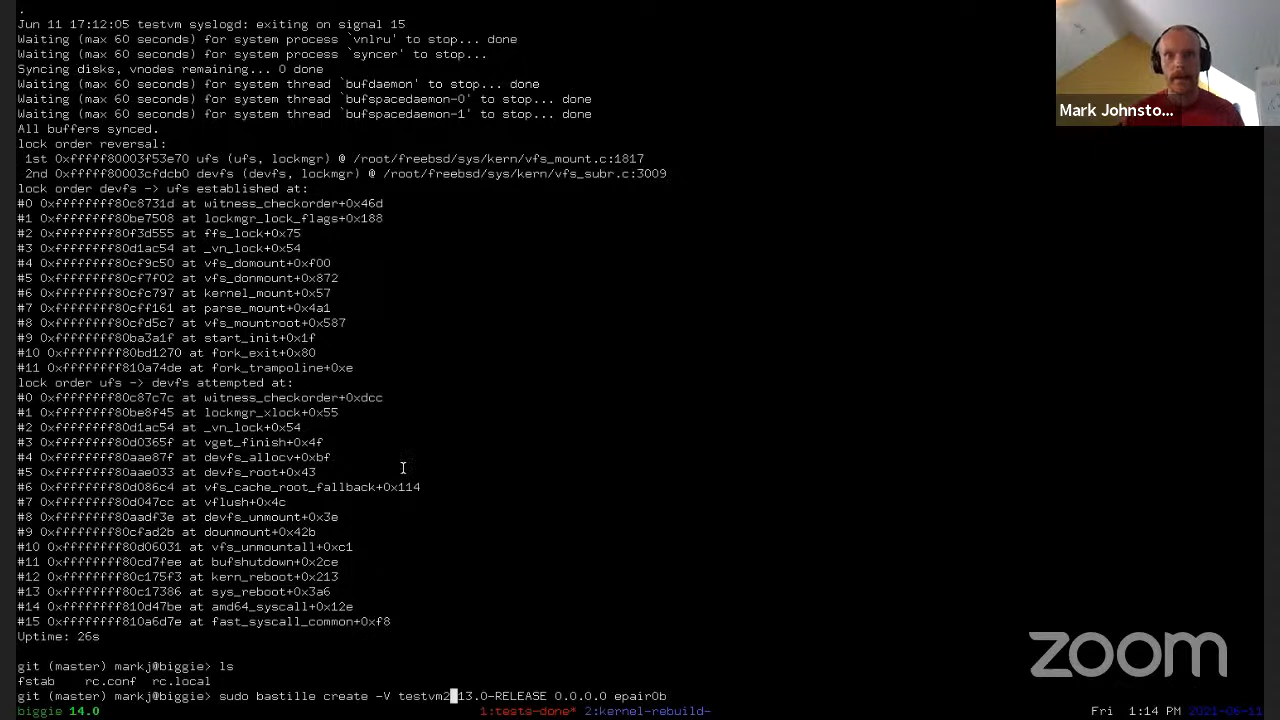 .
Jun 11 17:12:05 testvm syslogd: exiting on signal 15
Waiting (max 60 seconds) for system process `vnlru' to stop... done
Waiting (max 60 seconds) for system process `syncer' to stop...
Syncing disks, vnodes remaining... 0 done
Waiting (max 60 seconds) for system thread `bufdaemon' to stop... done
Waiting (max 60 seconds) for system thread `bufspacedaemon-0' to stop... done
Waiting (max 60 seconds) for system thread `bufspacedaemon-1' to stop... done
All buffers synced.
lock order reversal:
1st 0xfffff80003f53e70 ufs (ufs, lockmgr) @ /root/freebsd/sys/kern/vfs_mount.c:1817
2nd 0xfffff80003cfdcb0 devfs (devfs, lockmgr) @ /root/freebsd/sys/kern/vfs_subr.c:3009
lock order devfs -> ufs established at:
#0 0xffffffff80c8731d at witness_checkorder+0x46d
#1 0xffffffff80be7508 at lockmgr_lock_flags+0x188
#2 0xffffffff80f3d555 at ffs_lock+0x75
#3 0xffffffff80d1ac54 at _vn_lock+0x54
#4 0xffffffff80cf9c50 at vfs_domount+0xf00
#5 0xffffffff80cf7f02 at vfs_donmount+0x872
#6 0xffffffff80cfc797 at kernel_mount+0x57
#7 0xffffffff80cff161 at parse_mount+0x4a1
#8 0xffffffff80cfd5c7 at vfs_mountroot+0x587
#9 0xffffffff80ba3a1f at start_init+0x1f
#10 0xffffffff80bd1270 at fork_exit+0x80
#11 0xffffffff810a74de at fork_trampoline+0xe
lock order ufs -> devfs attempted at:
#0 0xffffffff80c87c7c at witness_checkorder+0xdcc
#1 0xffffffff80be8f45 at lockmgr_xlock+0x55
#2 0xffffffff80d1ac54 at _vn_lock+0x54
#3 0xffffffff80d0365f at vget_finish+0x4f
#4 0xffffffff80aae87f at devfs_allocv+0xbf
#5 0xffffffff80aae033 at devfs_root+0x43
#6 0xffffffff80d086c4 at vfs_cache_root_fallback+0x114
#7 0xffffffff80d047cc at vflush+0x4c
#8 0xffffffff80aadf3e at devfs_unmount+0x3e
#9 0xffffffff80cfad2b at dounmount+0x42b
#10 0xffffffff80d06031 at vfs_unmountall+0xc1
#11 0xffffffff80cd7fee at bufshutdown+0x2ce
#12 0xffffffff80c175f3 at kern_reboot+0x213
#13 0xffffffff80c17386 at sys_reboot+0x3a6
#14 0xffffffff810d47be at amd64_syscall+0x12e
#15 0xffffffff810a6d7e at fast_syscall_common+0xf8
Uptime: 26s
git (master) markj@biggie> ls
fstab rc.conf rc.local
git (master) markj@biggie> sudo bastille create -V testvm2 13.0-RELEASE 0.0.0.0 epair0b
biggie 14.0 1:tests-done* 2:kernel-rebuild- Fri, 11 Jun 1:14 PM 2021-06-11
Mark Johnsto...
zoom